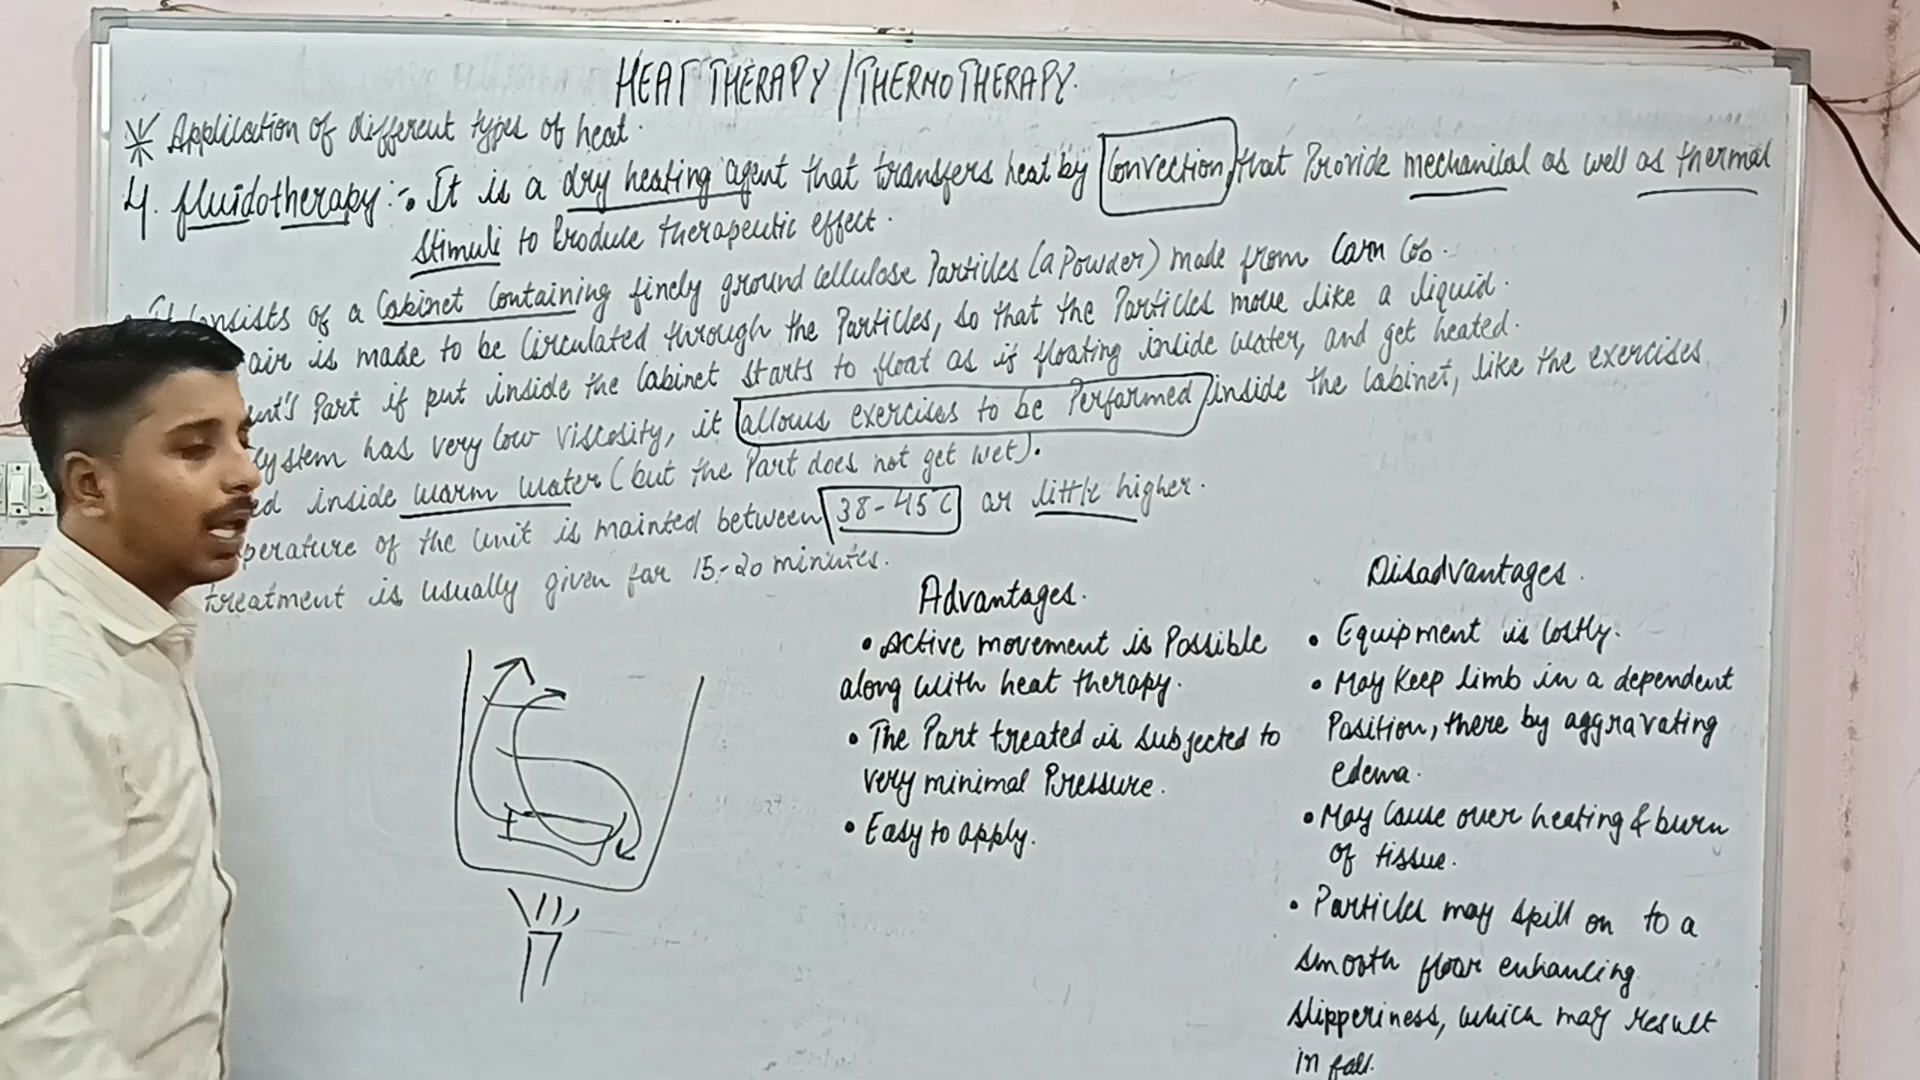 HEAT THERAPY / THERMOTHERAPY.
* Application of different types of heat.
4. fluidotherapy:- • It is a dry heating agent that transfers heat by Convection that Provide mechanical as well as thermal
stimuli to Produce therapeutic effect.
consists of a Cabinet Containing finely ground Cellulose Particles (a Powder) made from Corn Cob.
air is made to be Circulated through the Particles, so that the Particles move like a liquid.
Part if put inside the Cabinet starts to float as if floating inside water, and get heated.
system has very low Viscosity, it allows exercises to be Performed inside the Cabinet, like the exercises
inside warm water (but the Part does not get wet).
of the Unit is mainted between 38-45°C or little higher.
treatment is usually given for 15-20 minutes.
Advantages.
• Active movement is Possible
along with heat therapy.
• The Part treated is subjected to
very minimal Pressure.
• Easy to apply.
Disadvantages.
• Equipment is Costly.
• May Keep limb in a dependent
Position, there by aggravating
edema.
• May Cause over heating & burn
of tissue.
• Particles may spill on to a
smooth floor enhancing
slipperiness, which may result
in fall.